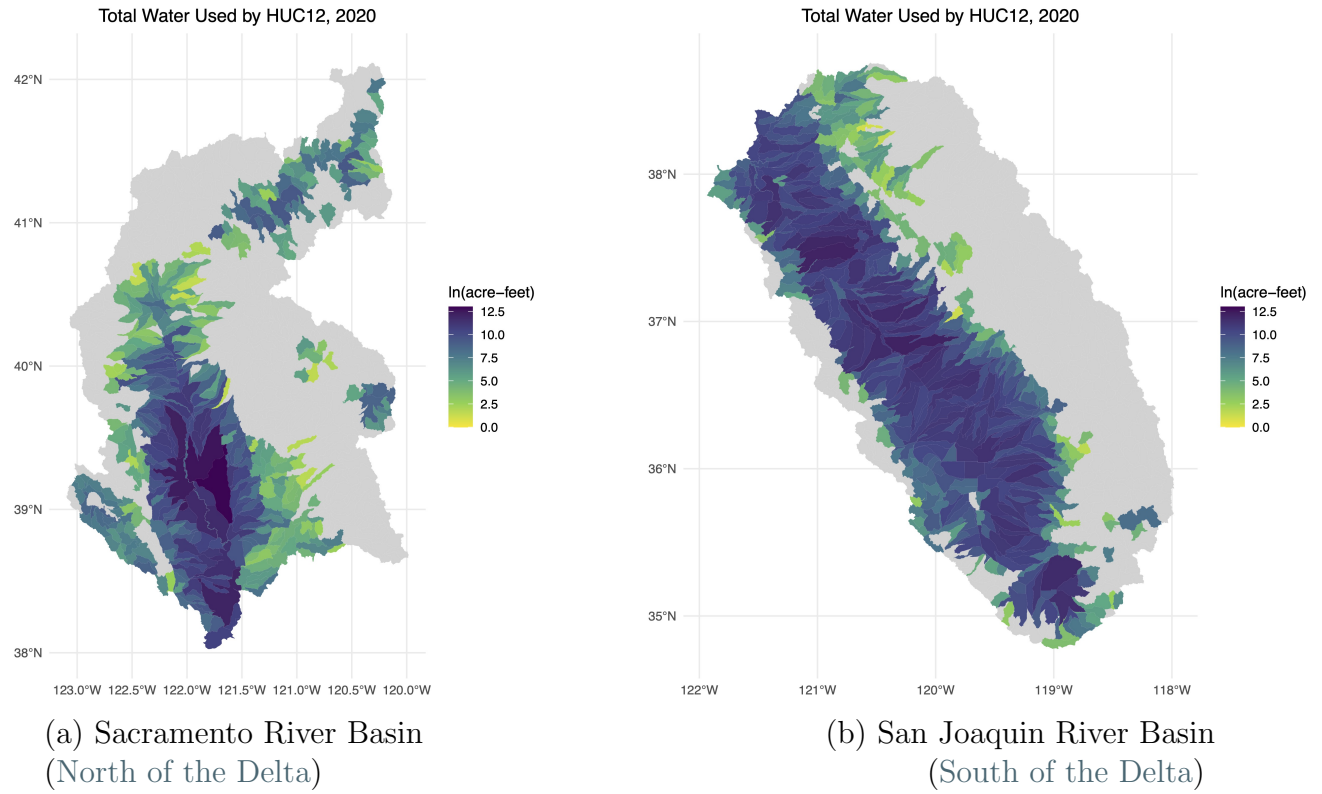 Total Water Used by HUC12, 2020
42°N
41°N
40°N
39°N
38°N
123.0°W 122.5°W 122.0°W 121.5°W 121.0°W 120.5°W 120.0°W
ln(acre−feet)
12.5
10.0
7.5
5.0
2.5
0.0
(a) Sacramento River Basin
(North of the Delta)
Total Water Used by HUC12, 2020
38°N
37°N
36°N
35°N
122°W 121°W 120°W 119°W 118°W
ln(acre−feet)
12.5
10.0
7.5
5.0
2.5
0.0
(b) San Joaquin River Basin
(South of the Delta)